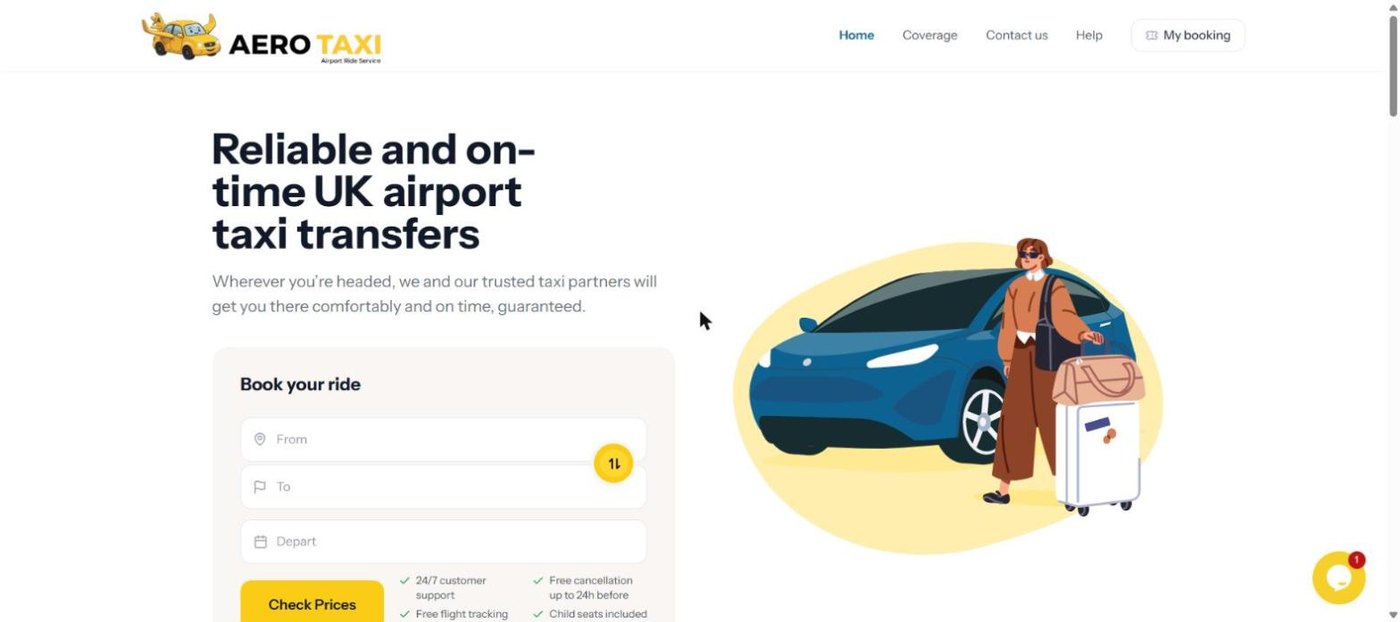 AERO TAXI
Airport Ride Service
Home
Coverage
Contact us
Help
My booking
Reliable and on-
time UK airport
taxi transfers
Wherever you're headed, we and our trusted taxi partners will
get you there comfortably and on time, guaranteed.
Book your ride
From
To
Depart
Check Prices
24/7 customer
support
Free cancellation
up to 24h before
Free flight tracking
Child seats included
1